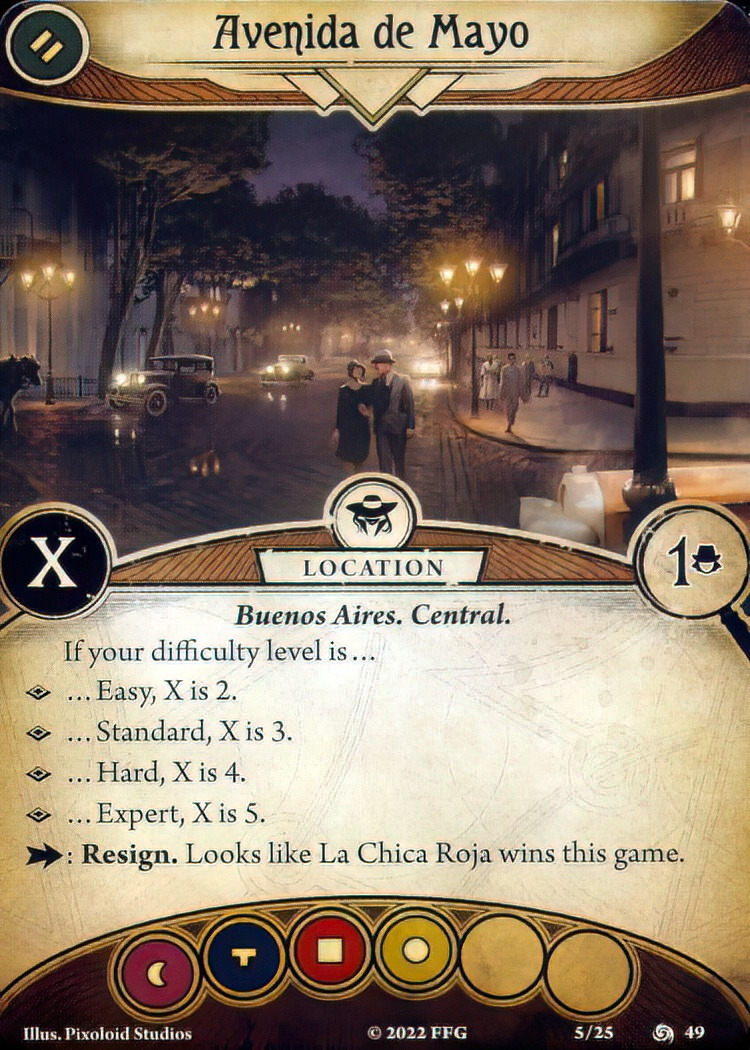 Avenida de Mayo
X
1
LOCATION
Buenos Aires. Central.
If your difficulty level is…
…Easy, X is 2.
…Standard, X is 3.
…Hard, X is 4.
…Expert, X is 5.
: Resign. Looks like La Chica Roja wins this game.
Illus. Pixoloid Studios © 2022 FFG 5/25 49